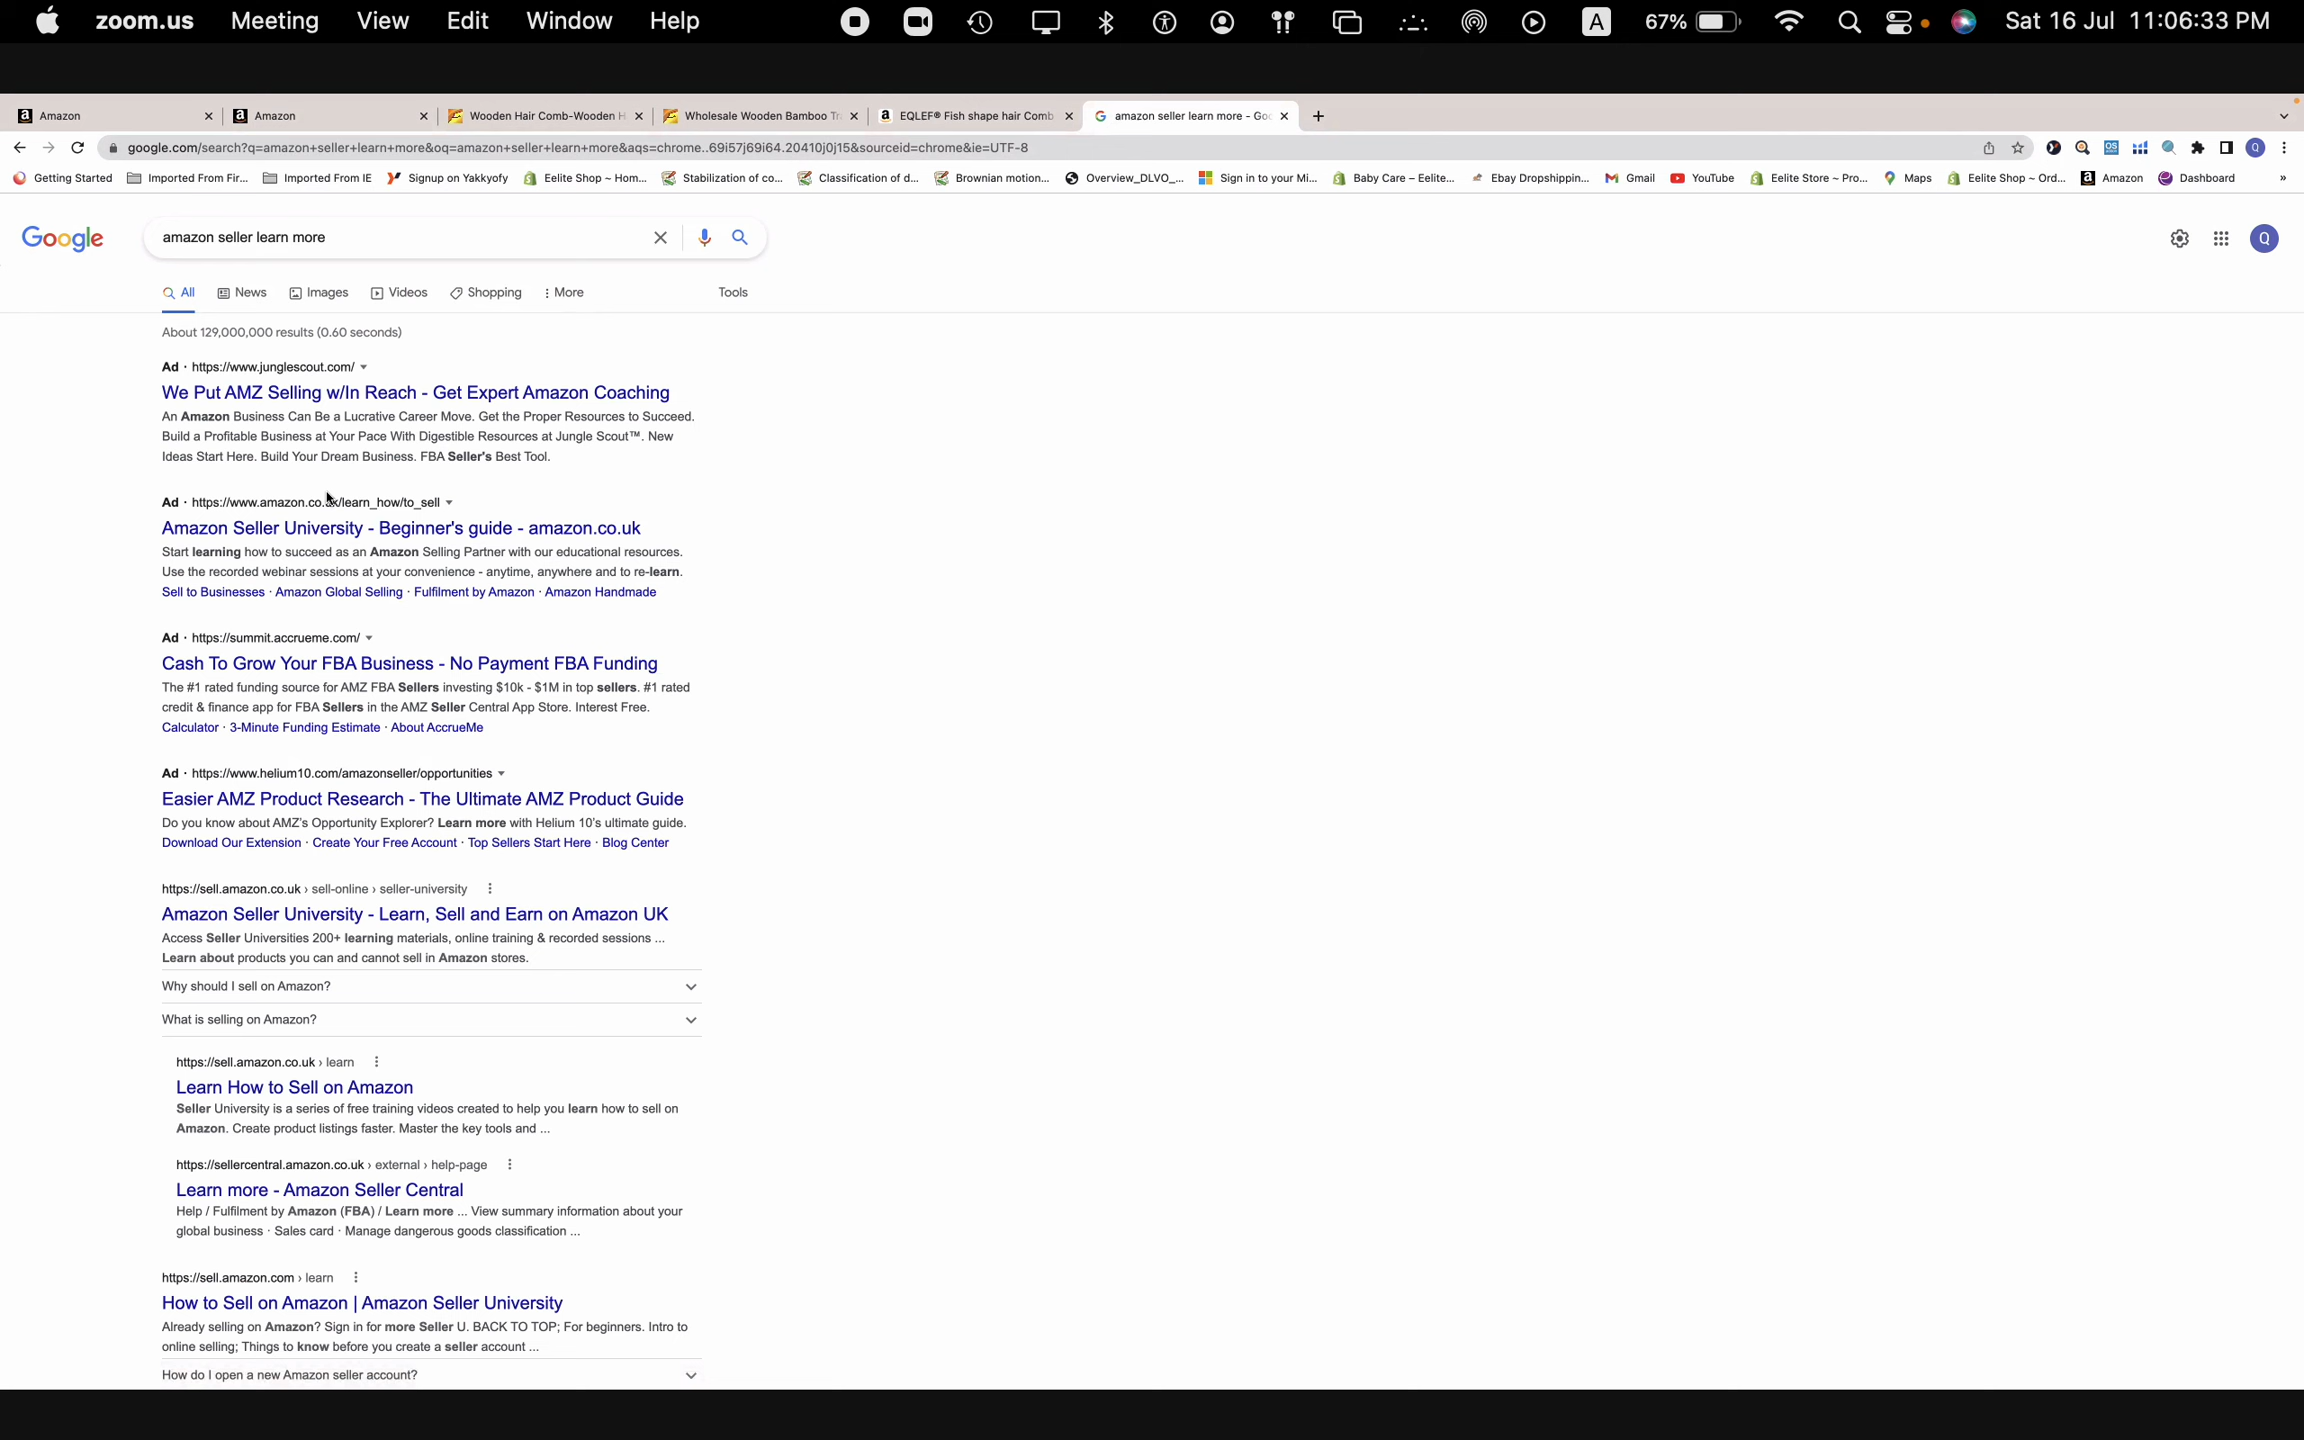 zoom.us Meeting View Edit Window Help A 67% Sat 16 Jul 11:06:33 PM
Amazon Amazon Wooden Hair Comb-Wooden H Wholesale Wooden Bamboo Tr EQLEF® Fish shape hair Comb amazon seller learn more - Goo
google.com/search?q=amazon+seller+learn+more&oq=amazon+seller+learn+more&aqs=chrome..69i57j69i64.20410j0j15&sourceid=chrome&ie=UTF-8 Q
Getting Started Imported From Fir... Imported From IE Signup on Yakkyofy Eelite Shop ~ Hom... Stabilization of co... Classification of d... Brownian motion... Overview_DLVO_... Sign in to your Mi... Baby Care – Eelite... Ebay Dropshippin... Gmail YouTube Eelite Store ~ Pro... Maps Eelite Shop ~ Ord... Amazon Dashboard »
Google amazon seller learn more Q
All News Images Videos Shopping More Tools
About 129,000,000 results (0.60 seconds)
Ad · https://www.junglescout.com/
We Put AMZ Selling w/In Reach - Get Expert Amazon Coaching
An Amazon Business Can Be a Lucrative Career Move. Get the Proper Resources to Succeed.
Build a Profitable Business at Your Pace With Digestible Resources at Jungle Scout™. New
Ideas Start Here. Build Your Dream Business. FBA Seller's Best Tool.
Ad · https://www.amazon.co.uk/learn_how/to_sell
Amazon Seller University - Beginner's guide - amazon.co.uk
Start learning how to succeed as an Amazon Selling Partner with our educational resources.
Use the recorded webinar sessions at your convenience - anytime, anywhere and to re-learn.
Sell to Businesses · Amazon Global Selling · Fulfilment by Amazon · Amazon Handmade
Ad · https://summit.accrueme.com/
Cash To Grow Your FBA Business - No Payment FBA Funding
The #1 rated funding source for AMZ FBA Sellers investing $10k - $1M in top sellers. #1 rated
credit & finance app for FBA Sellers in the AMZ Seller Central App Store. Interest Free.
Calculator · 3-Minute Funding Estimate · About AccrueMe
Ad · https://www.helium10.com/amazonseller/opportunities
Easier AMZ Product Research - The Ultimate AMZ Product Guide
Do you know about AMZ's Opportunity Explorer? Learn more with Helium 10's ultimate guide.
Download Our Extension · Create Your Free Account · Top Sellers Start Here · Blog Center
https://sell.amazon.co.uk › sell-online › seller-university
Amazon Seller University - Learn, Sell and Earn on Amazon UK
Access Seller Universities 200+ learning materials, online training & recorded sessions ...
Learn about products you can and cannot sell in Amazon stores.
Why should I sell on Amazon?
What is selling on Amazon?
https://sell.amazon.co.uk › learn
Learn How to Sell on Amazon
Seller University is a series of free training videos created to help you learn how to sell on
Amazon. Create product listings faster. Master the key tools and ...
https://sellercentral.amazon.co.uk › external › help-page
Learn more - Amazon Seller Central
Help / Fulfilment by Amazon (FBA) / Learn more ... View summary information about your
global business · Sales card · Manage dangerous goods classification ...
https://sell.amazon.com › learn
How to Sell on Amazon | Amazon Seller University
Already selling on Amazon? Sign in for more Seller U. BACK TO TOP; For beginners. Intro to
online selling; Things to know before you create a seller account ...
How do I open a new Amazon seller account?